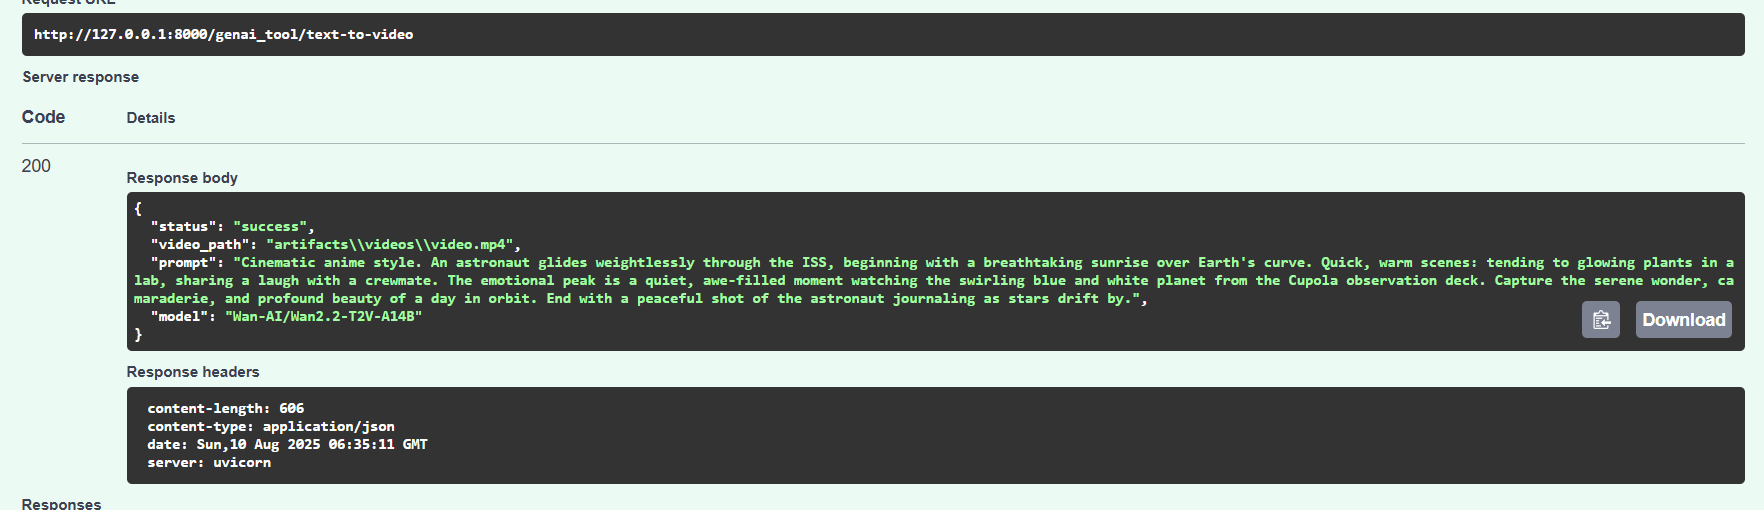 Request URL
http://127.0.0.1:8000/genai_tool/text-to-video
Server response
Code Details
200
Response body
{
"status": "success",
"video_path": "artifacts\\videos\\video.mp4",
"prompt": "Cinematic anime style. An astronaut glides weightlessly through the ISS, beginning with a breathtaking sunrise over Earth's curve. Quick, warm scenes: tending to glowing plants in a
lab, sharing a laugh with a crewmate. The emotional peak is a quiet, awe-filled moment watching the swirling blue and white planet from the Cupola observation deck. Capture the serene wonder, ca
maraderie, and profound beauty of a day in orbit. End with a peaceful shot of the astronaut journaling as stars drift by.",
"model": "Wan-AI/Wan2.2-T2V-A14B"
}
Download
Response headers
content-length: 606
content-type: application/json
date: Sun,10 Aug 2025 06:35:11 GMT
server: uvicorn
Responses